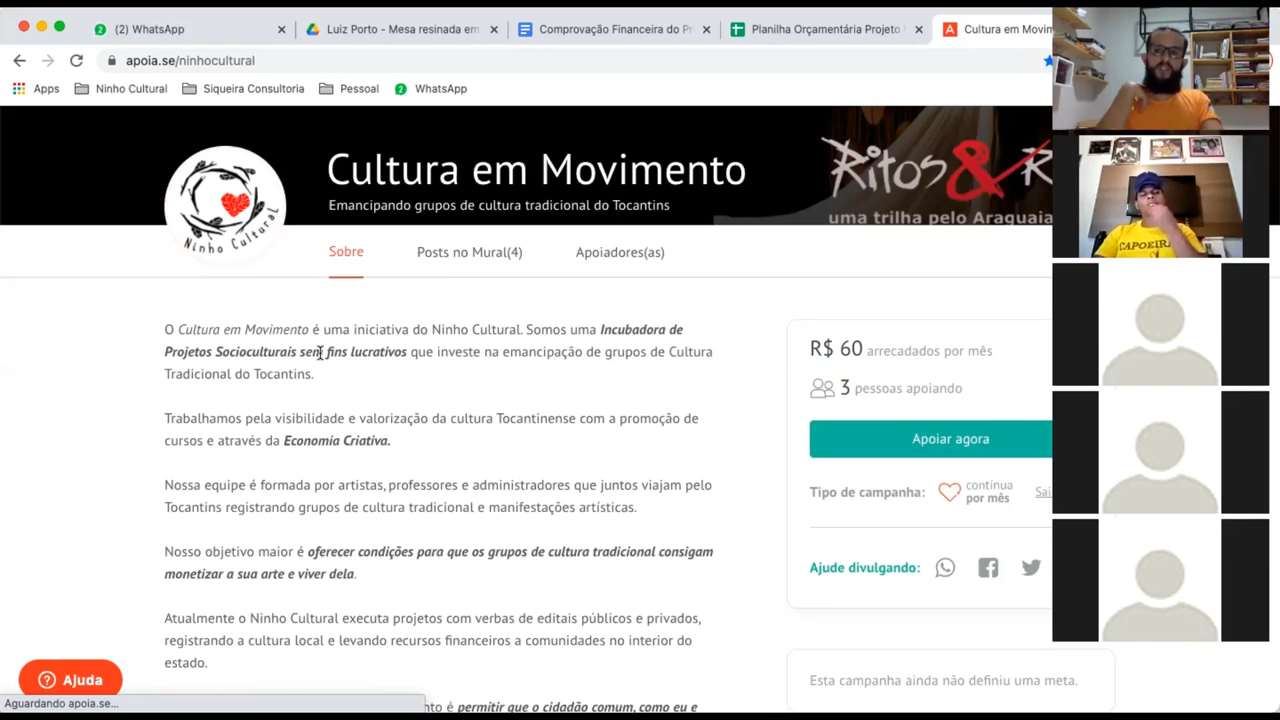 (2) WhatsApp
Luiz Porto - Mesa resinada em
Comprovação Financeira do Pr
Planilha Orçamentária Projeto
Cultura em Movim
apoia.se/ninhocultural
Apps
Ninho Cultural
Siqueira Consultoria
Pessoal
WhatsApp
Ninho Cultural
Cultura em Movimento
Emancipando grupos de cultura tradicional do Tocantins
Ritos & R
uma trilha pelo Araguaia
Sobre
Posts no Mural(4)
Apoiadores(as)
CAPOEIRA
O Cultura em Movimento é uma iniciativa do Ninho Cultural. Somos uma Incubadora de
Projetos Socioculturais sem fins lucrativos que investe na emancipação de grupos de Cultura
Tradicional do Tocantins.
Trabalhamos pela visibilidade e valorização da cultura Tocantinense com a promoção de
cursos e através da Economia Criativa.
Nossa equipe é formada por artistas, professores e administradores que juntos viajam pelo
Tocantins registrando grupos de cultura tradicional e manifestações artísticas.
Nosso objetivo maior é oferecer condições para que os grupos de cultura tradicional consigam
monetizar a sua arte e viver dela.
Atualmente o Ninho Cultural executa projetos com verbas de editais públicos e privados,
registrando a cultura local e levando recursos financeiros a comunidades no interior do
estado.
nto é permitir que o cidadão comum, como eu e
R$ 60 arrecadados por mês
3 pessoas apoiando
Apoiar agora
Tipo de campanha:
contínua
por mês
Sai
Ajude divulgando:
Esta campanha ainda não definiu uma meta.
Ajuda
Aguardando apoia.se...